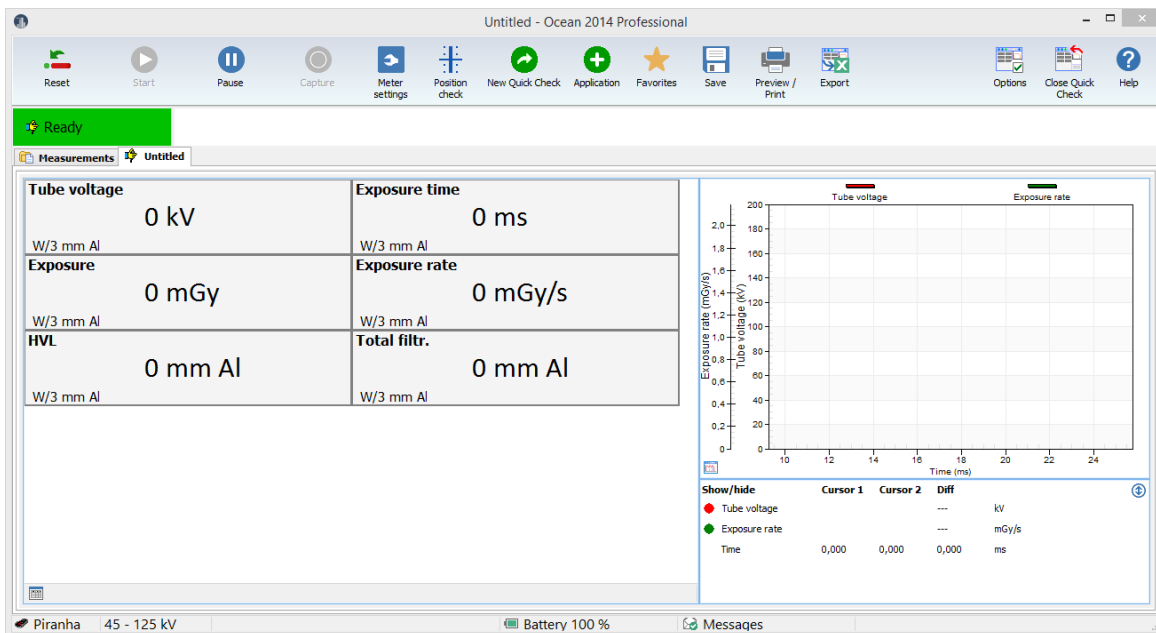 Untitled - Ocean 2014 Professional
Reset
Start
Pause
Capture
Meter settings
Position check
New Quick Check
Application
Favorites
Save
Preview / Print
Export
Options
Close Quick Check
Help
Ready
Measurements
Untitled
Tube voltage
0 kV
W/3 mm Al
Exposure time
0 ms
W/3 mm Al
Exposure
0 mGy
W/3 mm Al
Exposure rate
0 mGy/s
W/3 mm Al
HVL
0 mm Al
W/3 mm Al
Total filtr.
0 mm Al
W/3 mm Al
Tube voltage
Exposure rate
Exposure rate (mGy/s)
2,0
1,8
1,6
1,4
1,2
1,0
0,8
0,6
0,4
0,2
0
Tube voltage (kV)
200
180
160
140
120
100
80
60
40
20
0
10 12 14 16 18 20 22 24
Time (ms)
Show/hide Cursor 1 Cursor 2 Diff
Tube voltage --- kV
Exposure rate --- mGy/s
Time 0,000 0,000 0,000 ms
Piranha 45 - 125 kV Battery 100 % Messages